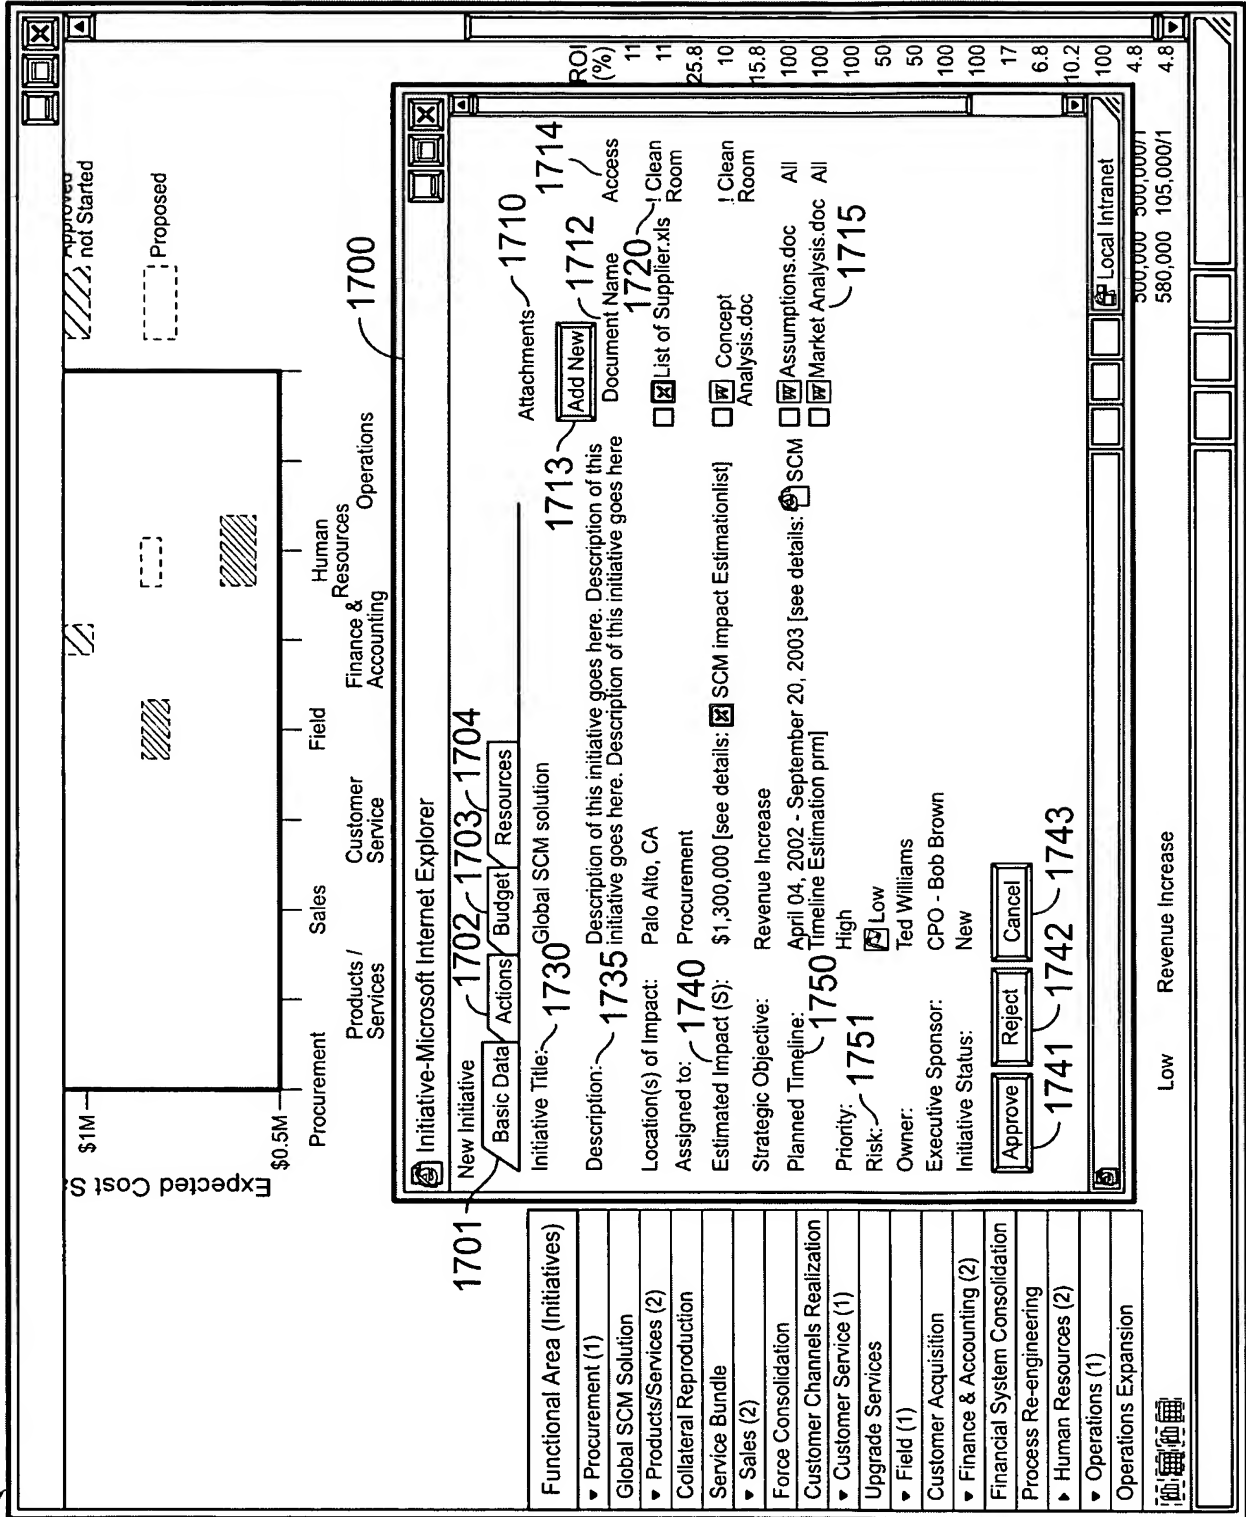 Approved
not Started
Proposed
Expected Cost Sa
$1M
$0.5M
Procurement
Products /
Services
Sales
Customer
Service
Field
Finance &
Accounting
Human
Resources
Operations
1700
Initiative-Microsoft Internet Explorer
New Initiative
1701
1702
1703
1704
Basic Data
Actions
Budget
Resources
Initiative Title:
1730
Global SCM solution
Description:
1735
Description of this initiative goes here. Description of this
initiative goes here. Description of this initiative goes here
Location(s) of Impact:
Palo Alto, CA
Assigned to:
1740
Procurement
Estimated Impact (S):
$1,300,000 [see details: SCM impact Estimationlist]
Strategic Objective:
Revenue Increase
Planned Timeline:
1750
April 04, 2002 - September 20, 2003 [see details: SCM
Timeline Estimation prm]
Priority:
High
Risk:
1751
Low
Owner:
Ted Williams
Executive Sponsor:
CPO - Bob Brown
Initiative Status:
New
Approve
Reject
Cancel
1741
1742
1743
Attachments
1710
1713
Add New
1712
1714
Document Name
Access
1720
List of Supplier.xls
! Clean
Room
Concept
Analysis.doc
! Clean
Room
Assumptions.doc
All
Market Analysis.doc
All
1715
Local Intranet
Functional Area (Initiatives)
Procurement (1)
Global SCM Solution
Products/Services (2)
Collateral Reproduction
Service Bundle
Sales (2)
Force Consolidation
Customer Channels Realization
Customer Service (1)
Upgrade Services
Field (1)
Customer Acquisition
Finance & Accounting (2)
Financial System Consolidation
Process Re-engineering
Human Resources (2)
Operations (1)
Operations Expansion
ROI
(%)
11
11
25.8
10
15.8
100
100
100
50
50
100
100
17
6.8
10.2
100
4.8
4.8
500,000 500,000/1
Low
Revenue Increase
580,000 105,000/1